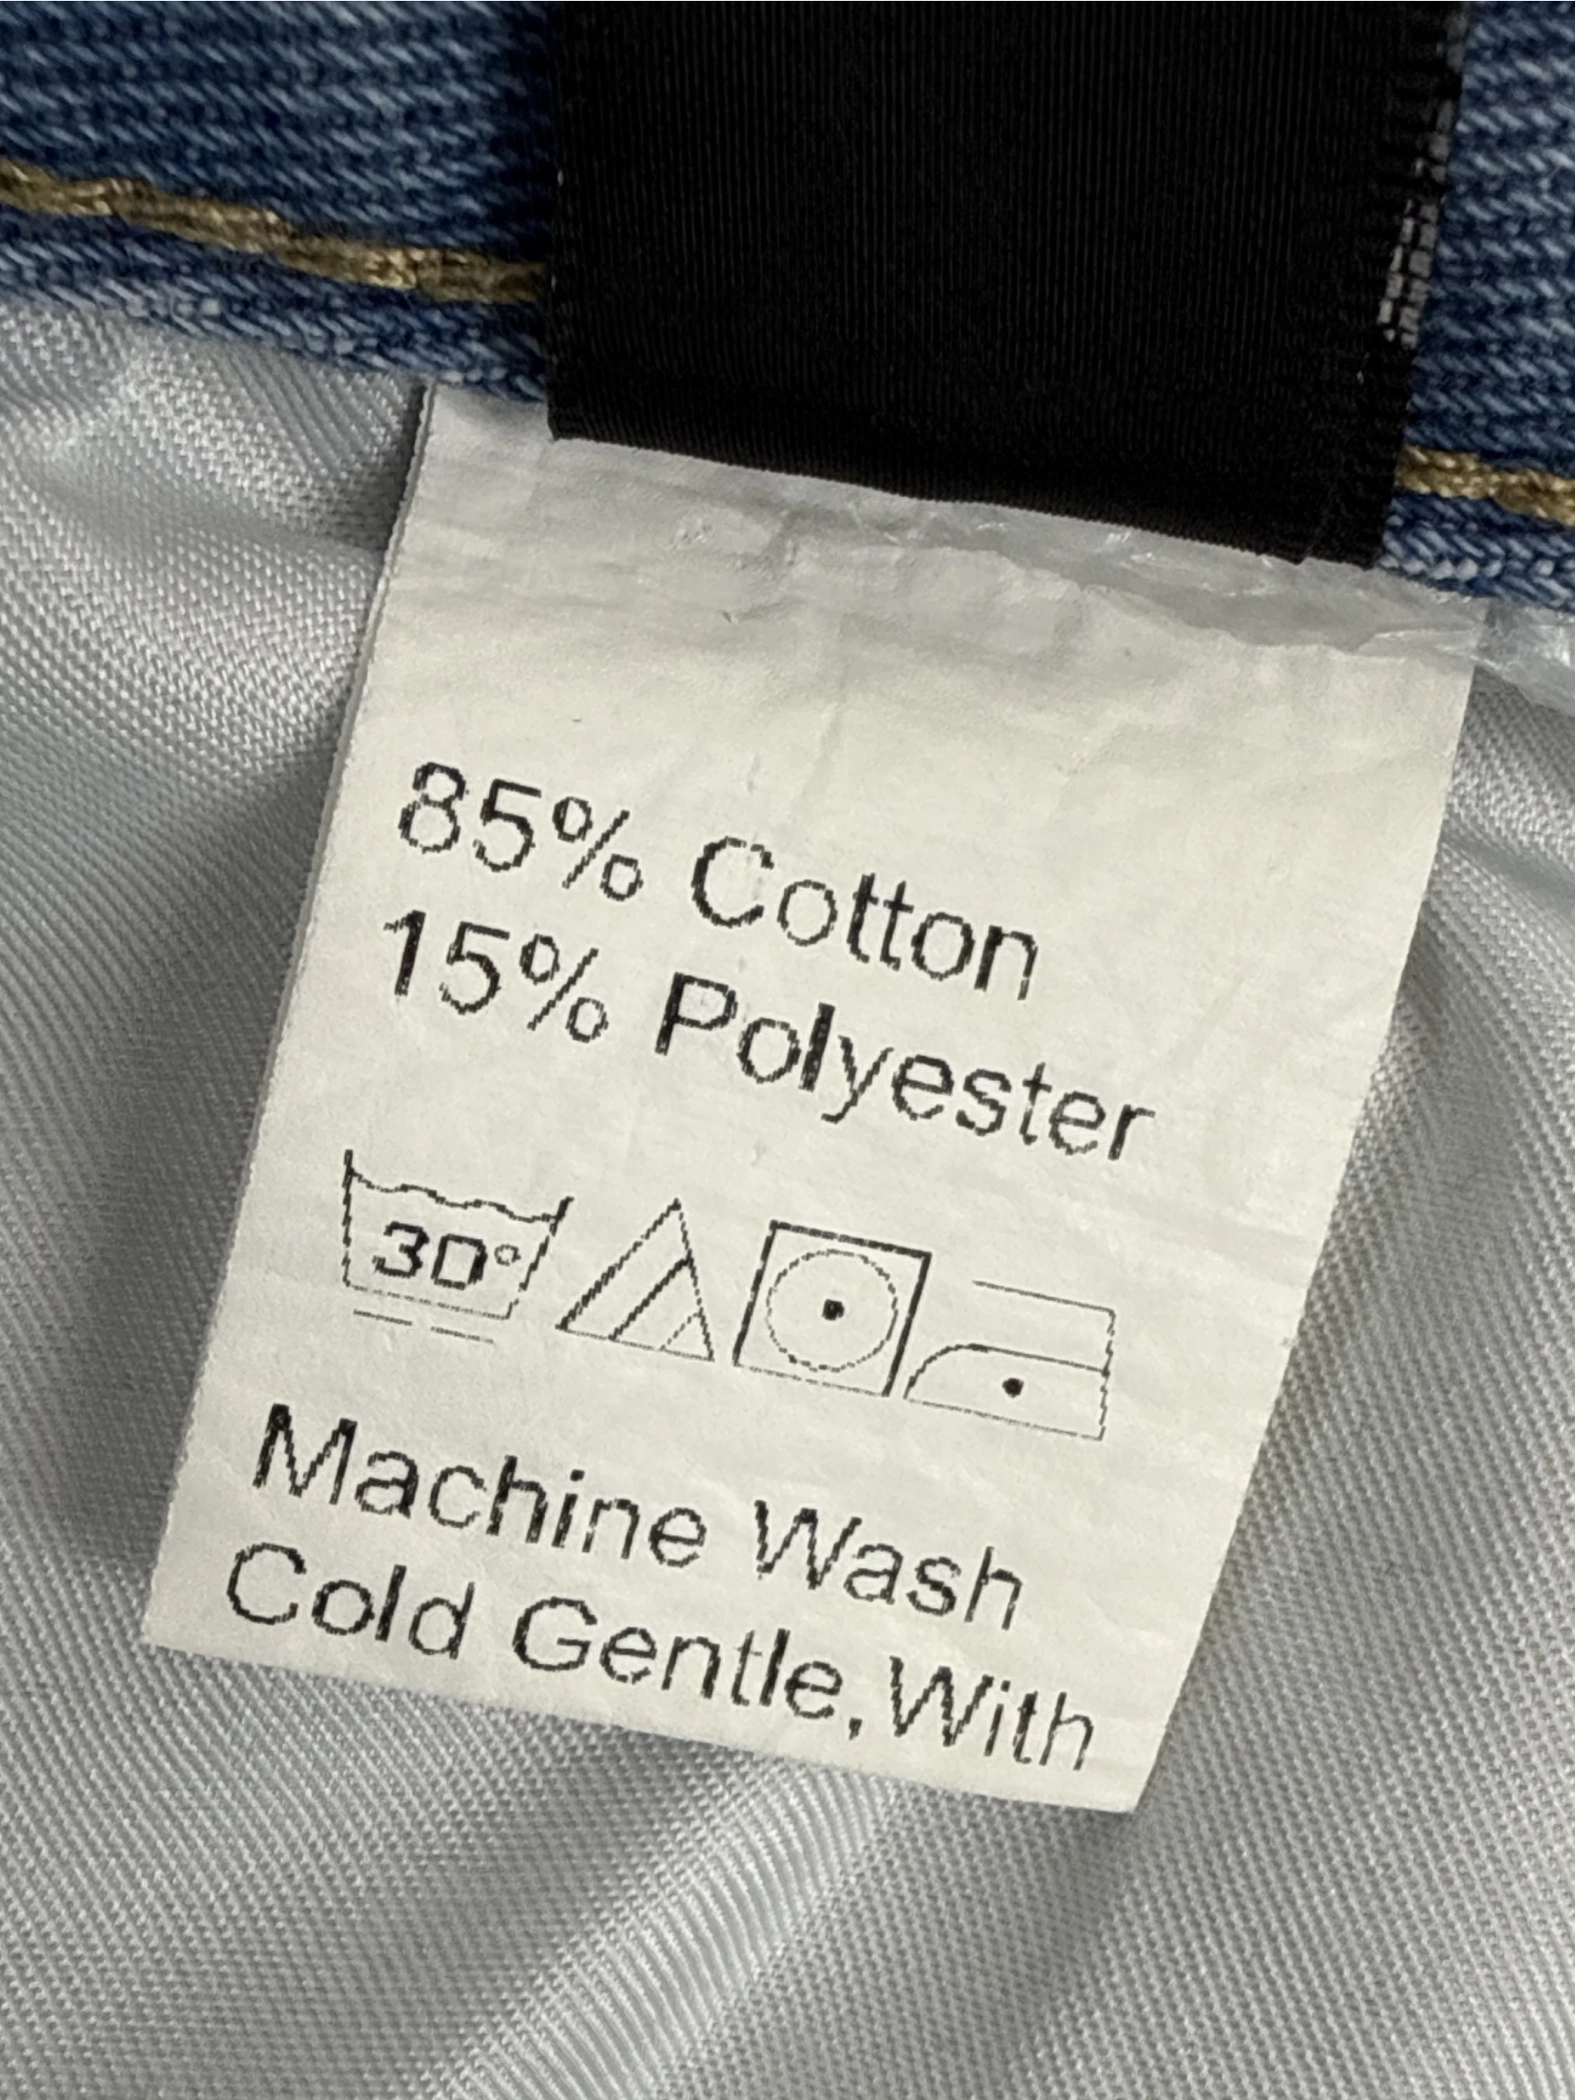 85% Cotton
15% Polyester
30°
Machine Wash
Cold Gentle,With